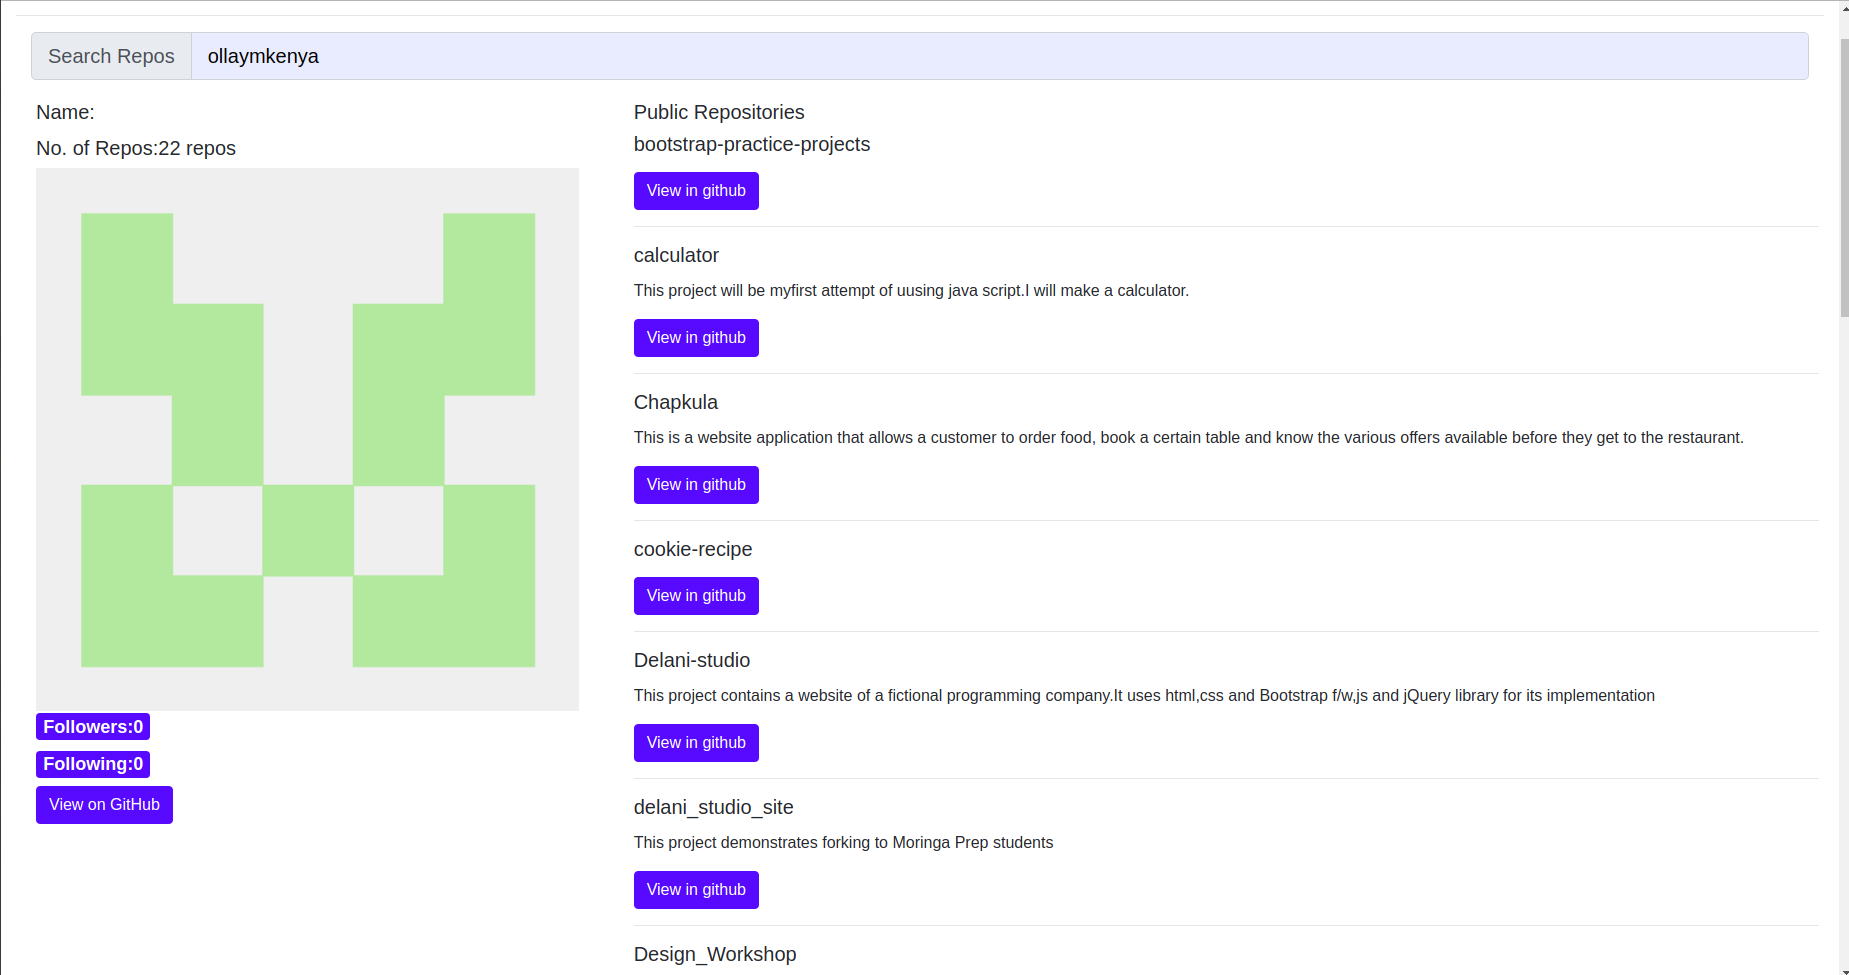 Search Repos
ollaymkenya
Name:
No. of Repos:22 repos
Followers:0
Following:0
View on GitHub
Public Repositories
bootstrap-practice-projects
View in github
calculator
This project will be myfirst attempt of uusing java script.I will make a calculator.
View in github
Chapkula
This is a website application that allows a customer to order food, book a certain table and know the various offers available before they get to the restaurant.
View in github
cookie-recipe
View in github
Delani-studio
This project contains a website of a fictional programming company.It uses html,css and Bootstrap f/w,js and jQuery library for its implementation
View in github
delani_studio_site
This project demonstrates forking to Moringa Prep students
View in github
Design_Workshop